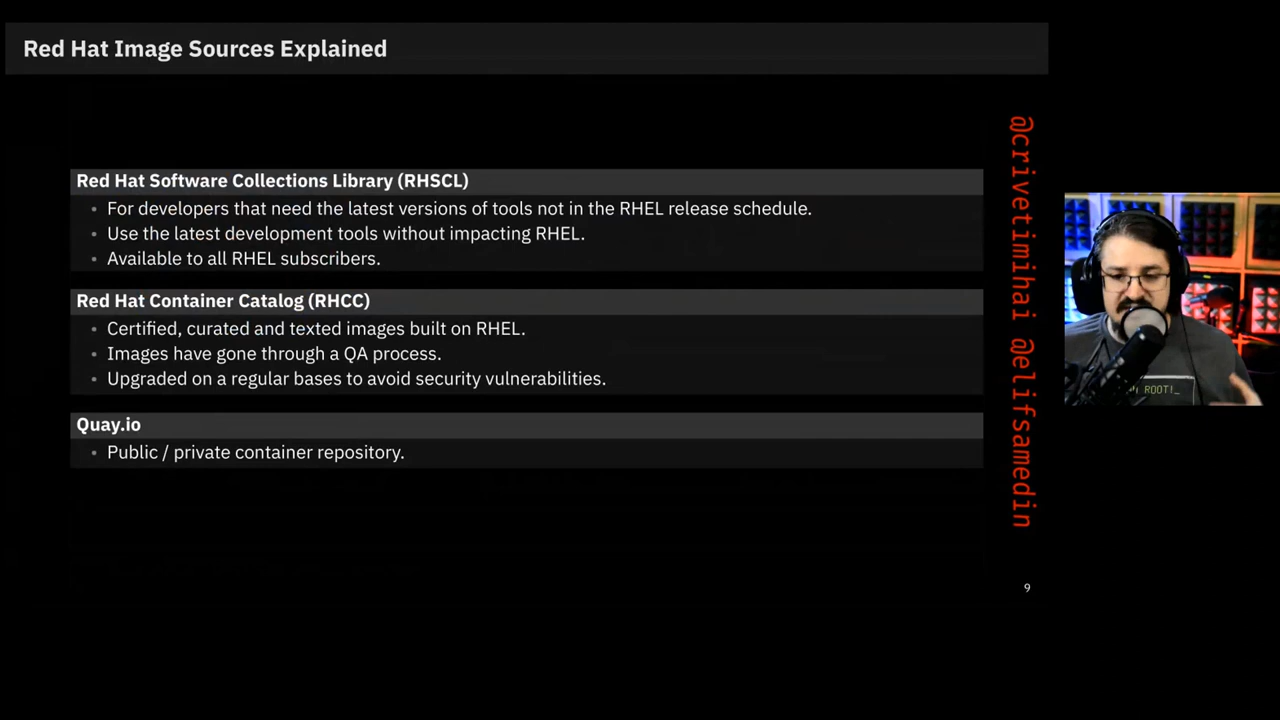 Red Hat Image Sources Explained
Red Hat Software Collections Library (RHSCL)
For developers that need the latest versions of tools not in the RHEL release schedule.
Use the latest development tools without impacting RHEL.
Available to all RHEL subscribers.
Red Hat Container Catalog (RHCC)
Certified, curated and texted images built on RHEL.
Images have gone through a QA process.
Upgraded on a regular bases to avoid security vulnerabilities.
Quay.io
Public / private container repository.
@crivetimihai @elifsamedin
ROOT!_
9